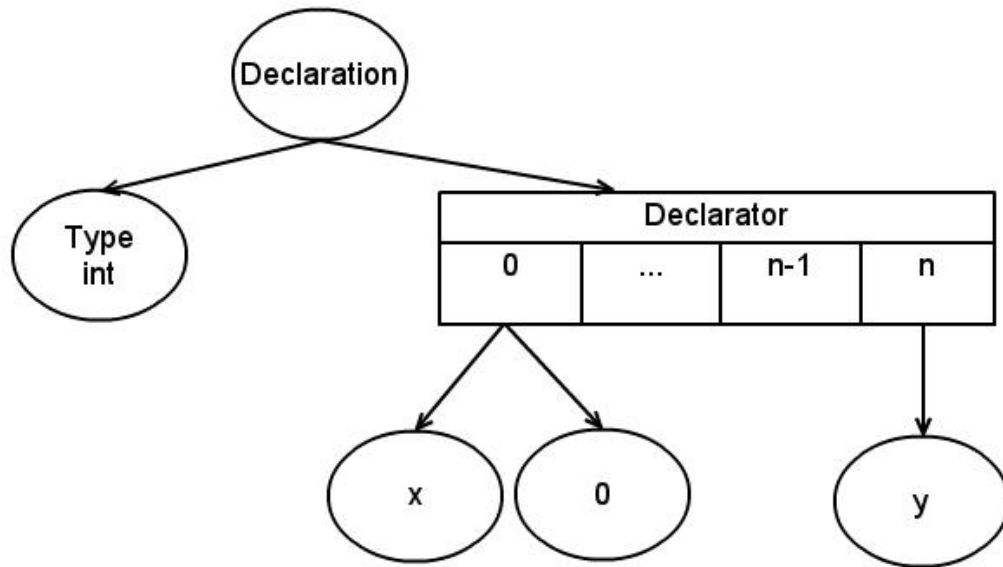 Declaration
Type
int
Declarator
0 ... n-1 n
x 0 y